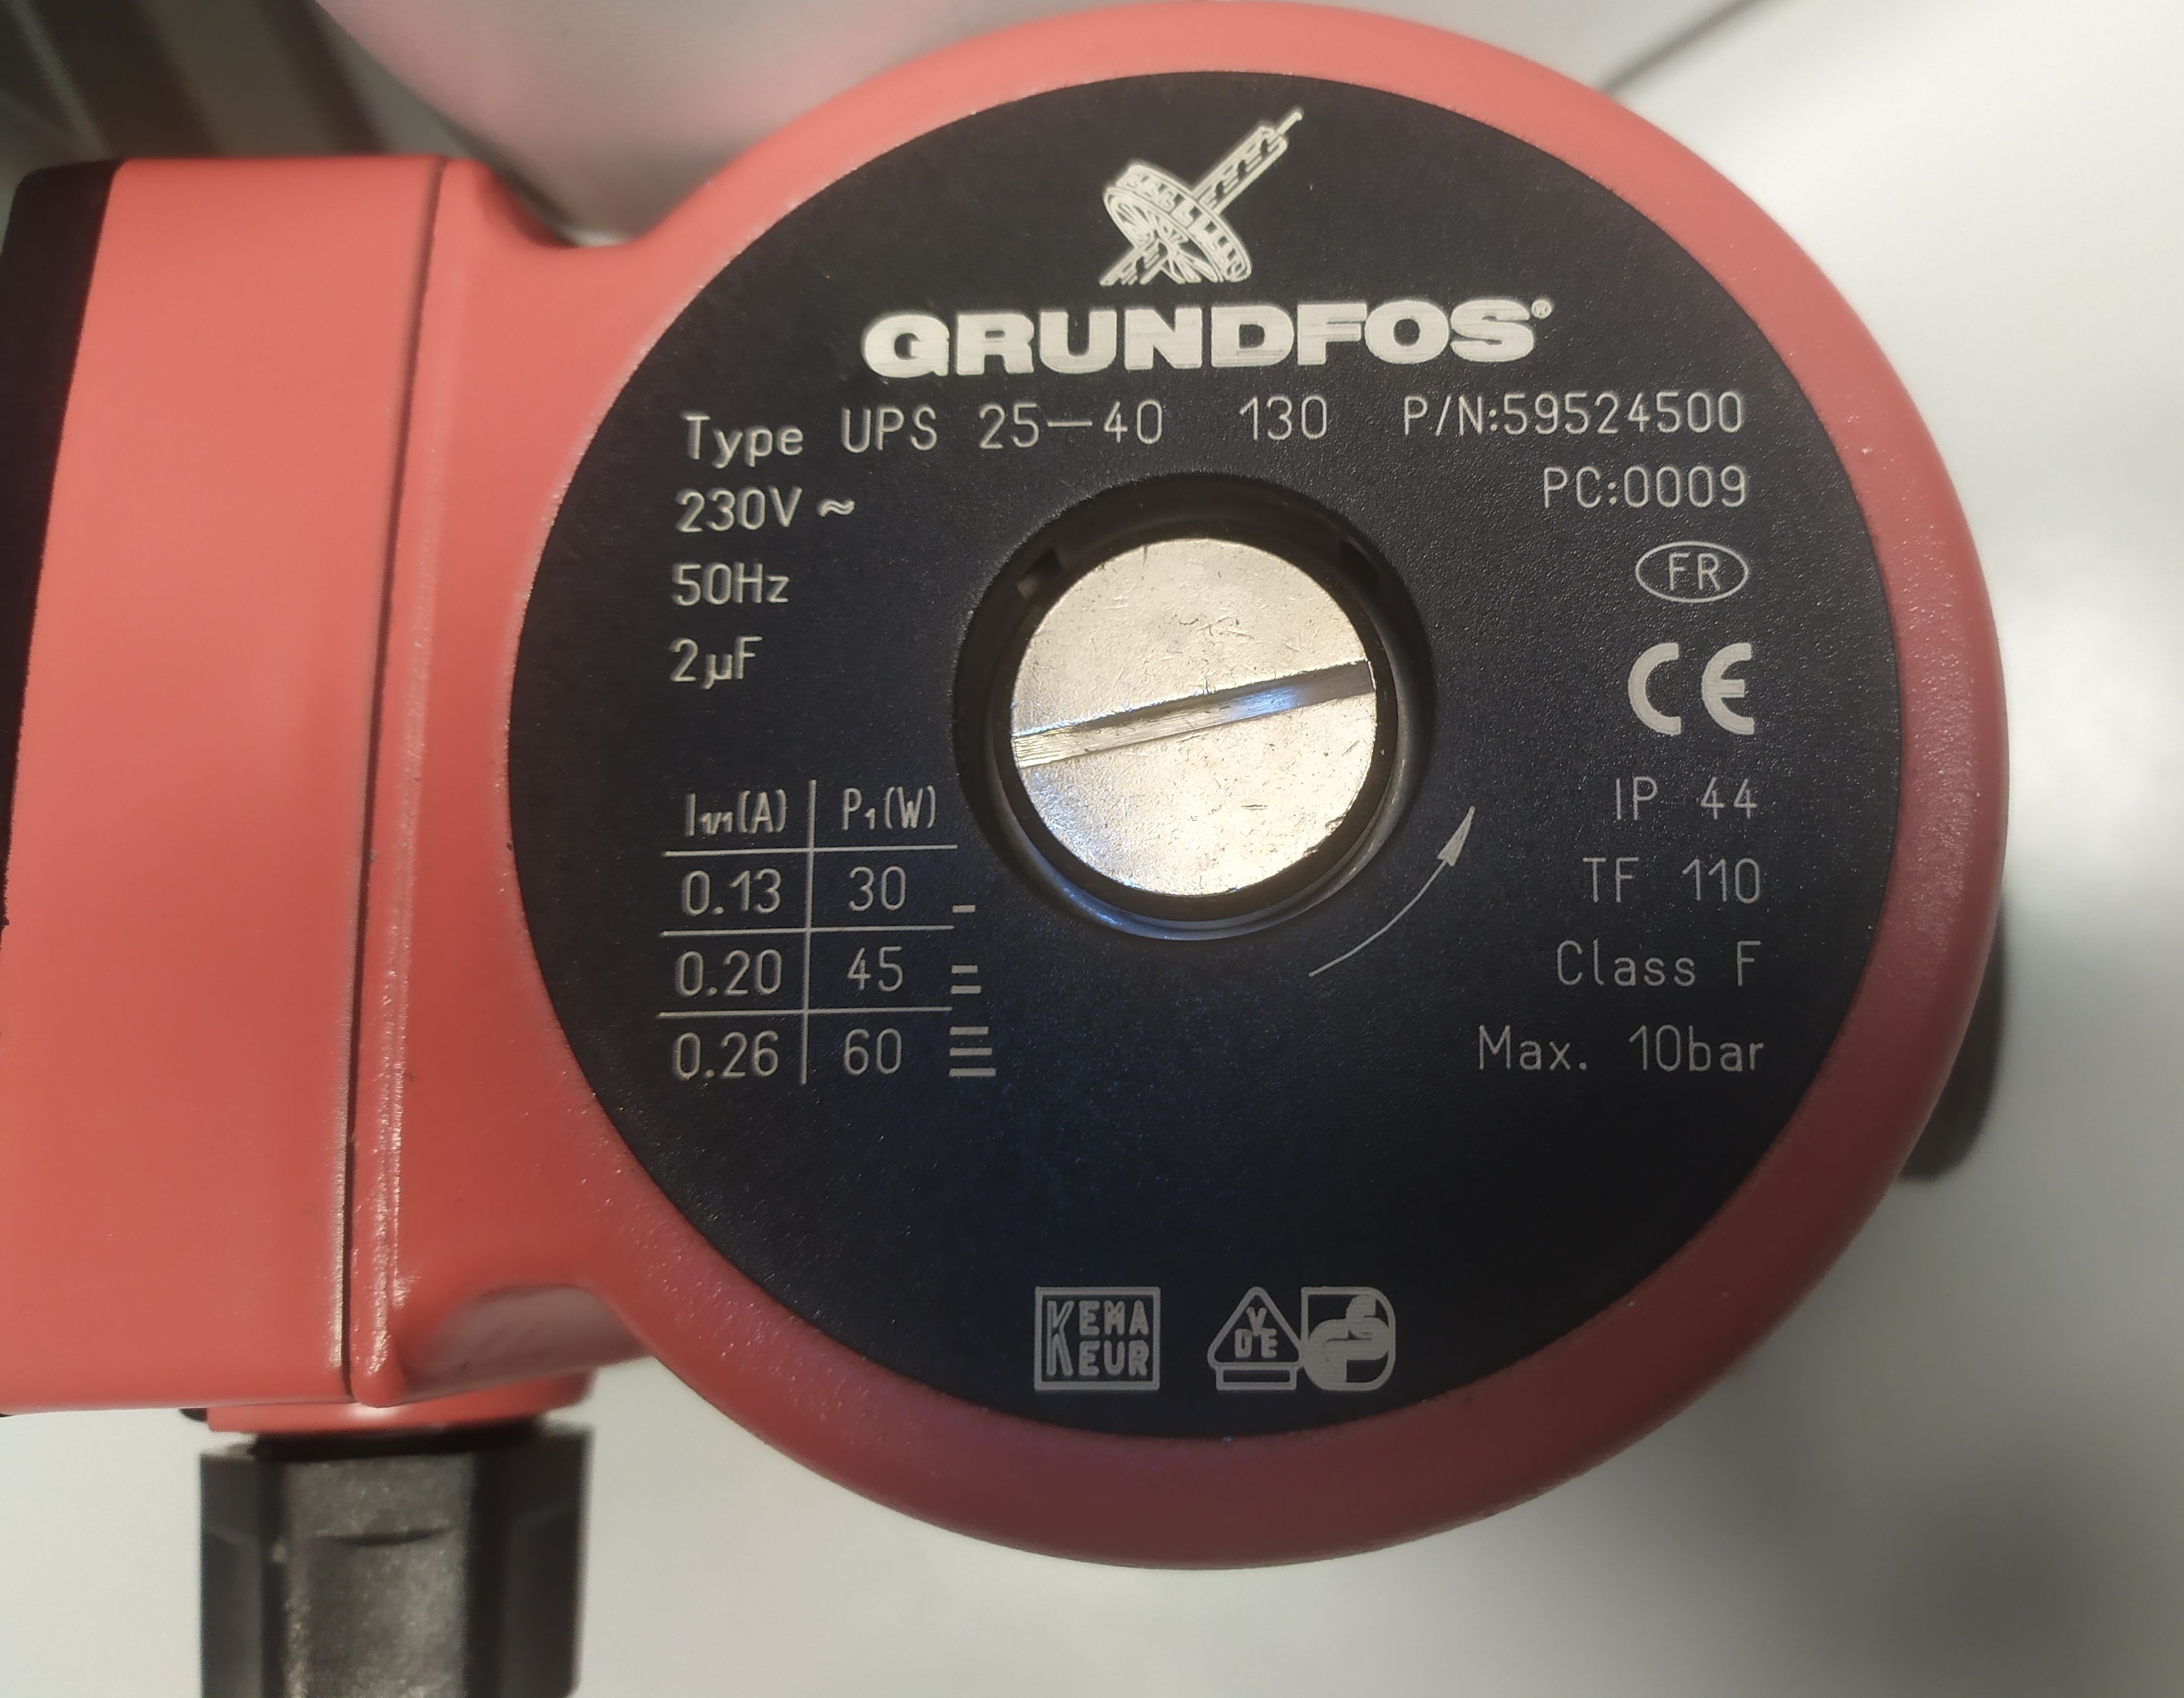 GRUNDFOS®
Type UPS 25-40 130 P/N:59524500
230V ~ PC:0009
50Hz FR
2µF CE
I1/1(A) P1(W) IP 44
0.13 30 TF 110
0.20 45 Class F
0.26 60 Max. 10bar
KEMA VDE
KEUR